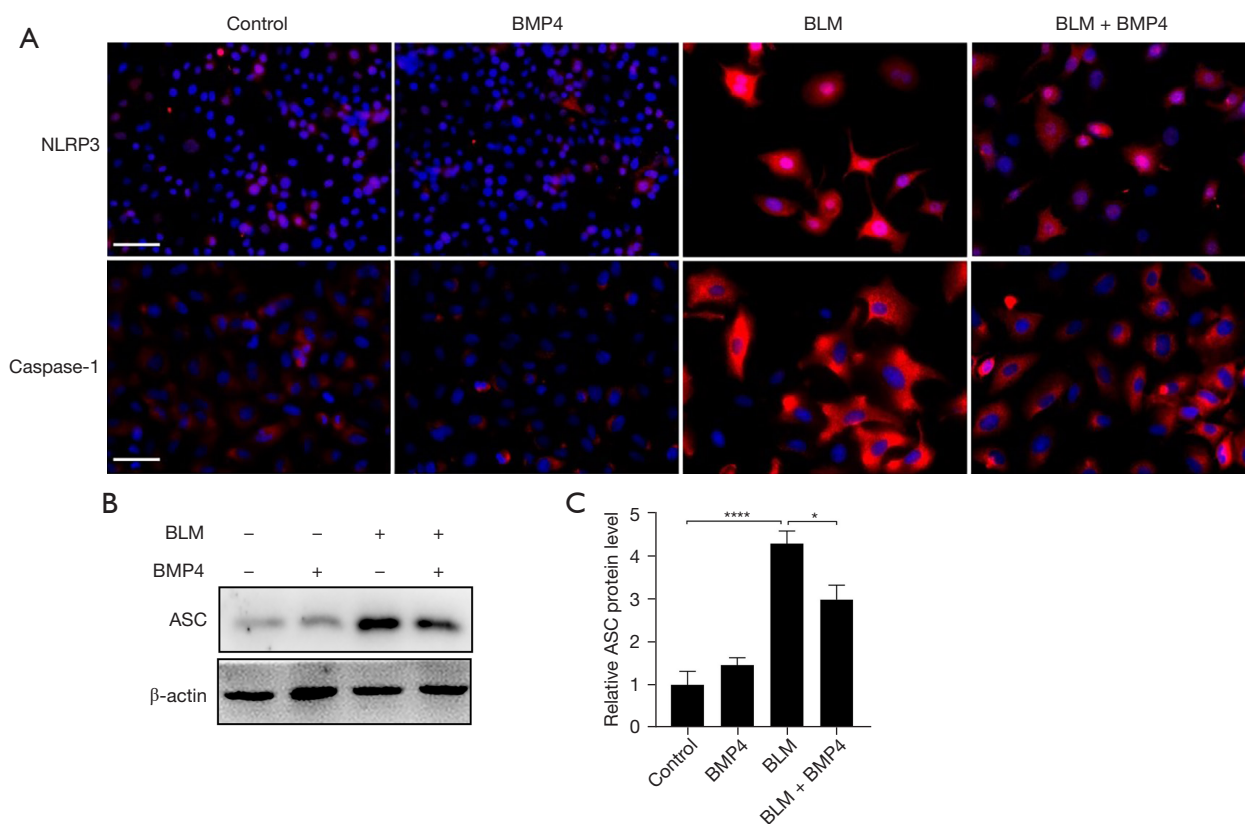 A
Control BMP4 BLM BLM + BMP4
NLRP3
Caspase-1
B
BLM – – + +
BMP4 – + – +
ASC
β-actin
C
Relative ASC protein level
5
4
3
2
1
0
**** *
Control BMP4 BLM BLM + BMP4